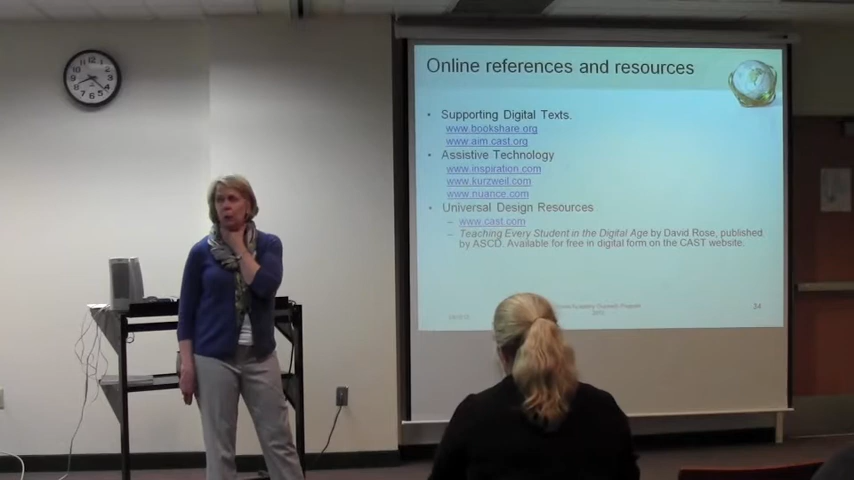 Online references and resources
• Supporting Digital Texts.
www.bookshare.org
www.aim.cast.org
• Assistive Technology
www.inspiration.com
www.kurzweil.com
www.nuance.com
• Universal Design Resources
– www.cast.com
– Teaching Every Student in the Digital Age by David Rose, published
by ASCD. Available for free in digital form on the CAST website.
Outreach Program
34